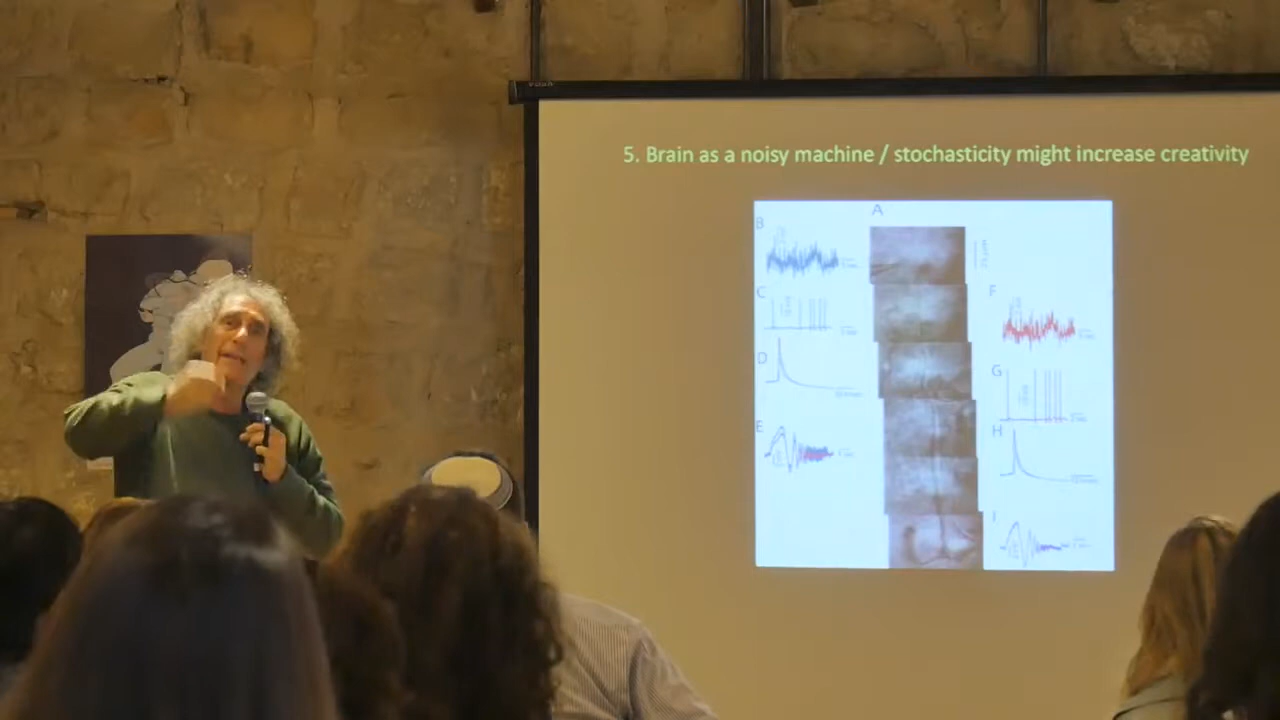 5. Brain as a noisy machine / stochasticity might increase creativity
A
B
C
D
E
F
G
H
I